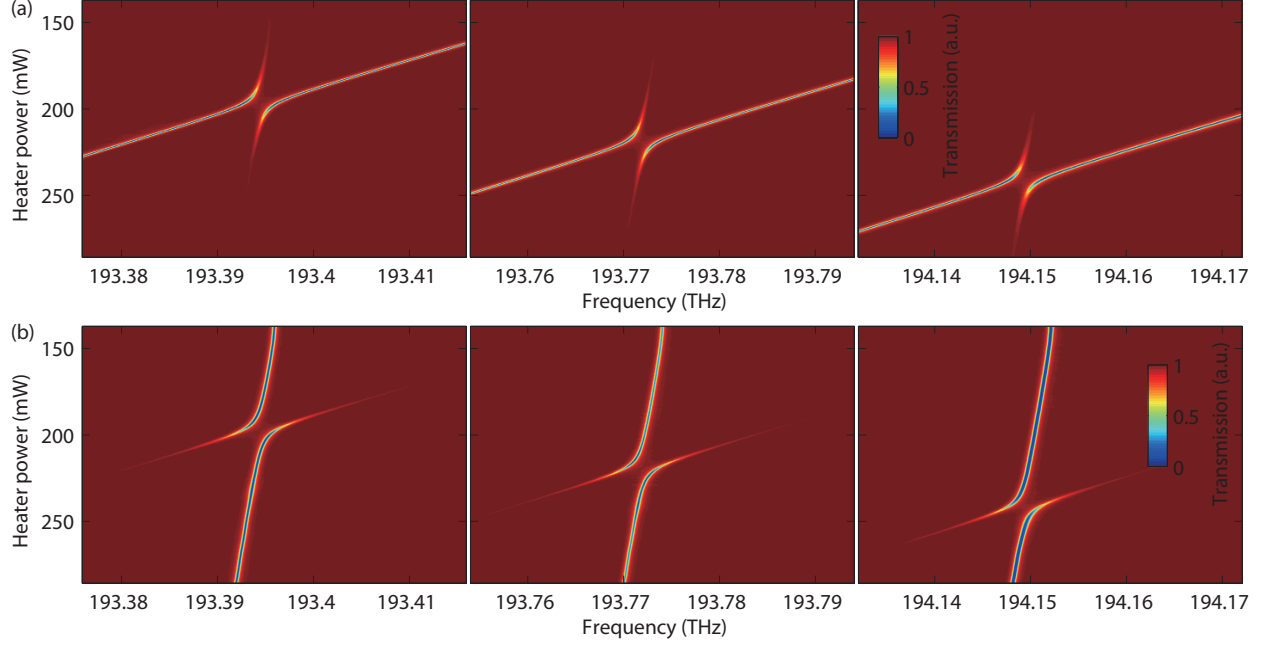 (a)
Heater power (mW)
150
200
250
193.38 193.39 193.4 193.41
193.76 193.77 193.78 193.79
194.14 194.15 194.16 194.17
Frequency (THz)
1
0.5
0
Transmission (a.u.)
(b)
Heater power (mW)
150
200
250
193.38 193.39 193.4 193.41
193.76 193.77 193.78 193.79
194.14 194.15 194.16 194.17
Frequency (THz)
1
0.5
0
Transmission (a.u.)